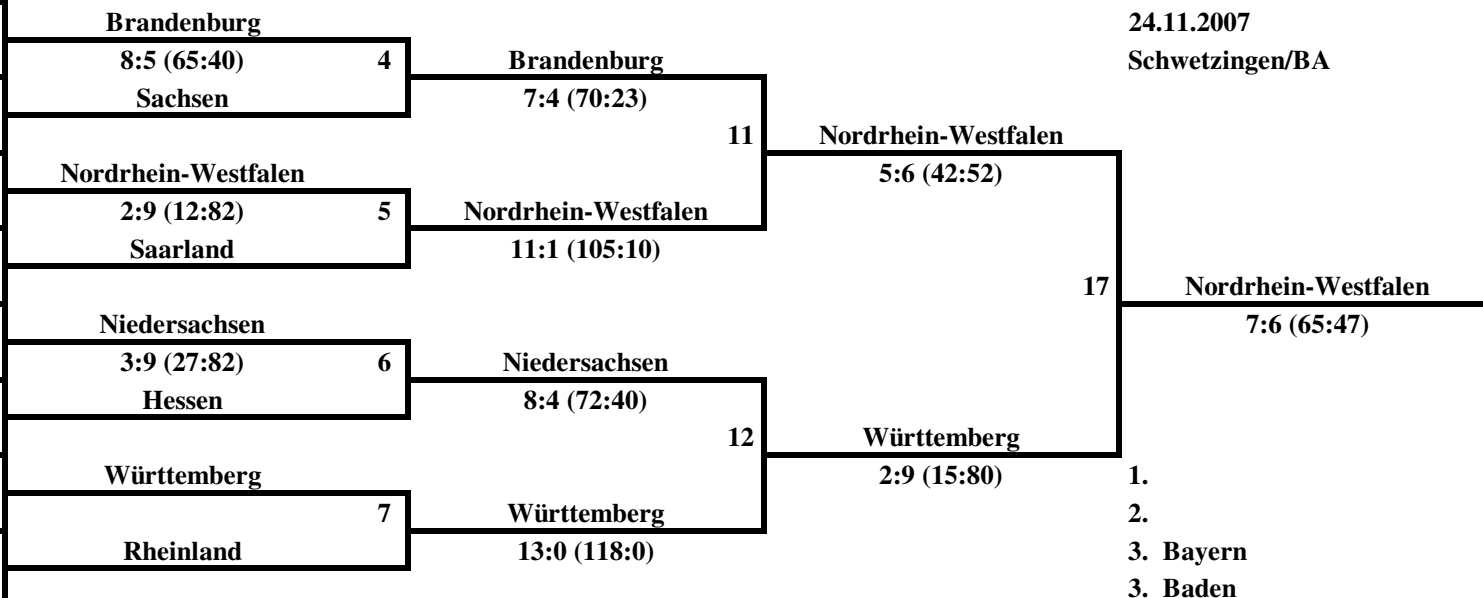 Brandenburg
24.11.2007
8:5 (65:40)
4
Brandenburg
Schwetzingen/BA
Sachsen
7:4 (70:23)
11
Nordrhein-Westfalen
Nordrhein-Westfalen
5:6 (42:52)
2:9 (12:82)
5
Nordrhein-Westfalen
Saarland
11:1 (105:10)
17
Nordrhein-Westfalen
Niedersachsen
7:6 (65:47)
3:9 (27:82)
6
Niedersachsen
Hessen
8:4 (72:40)
12
Württemberg
Württemberg
2:9 (15:80)
1.
7
Württemberg
2.
Rheinland
13:0 (118:0)
3. Bayern
3. Baden